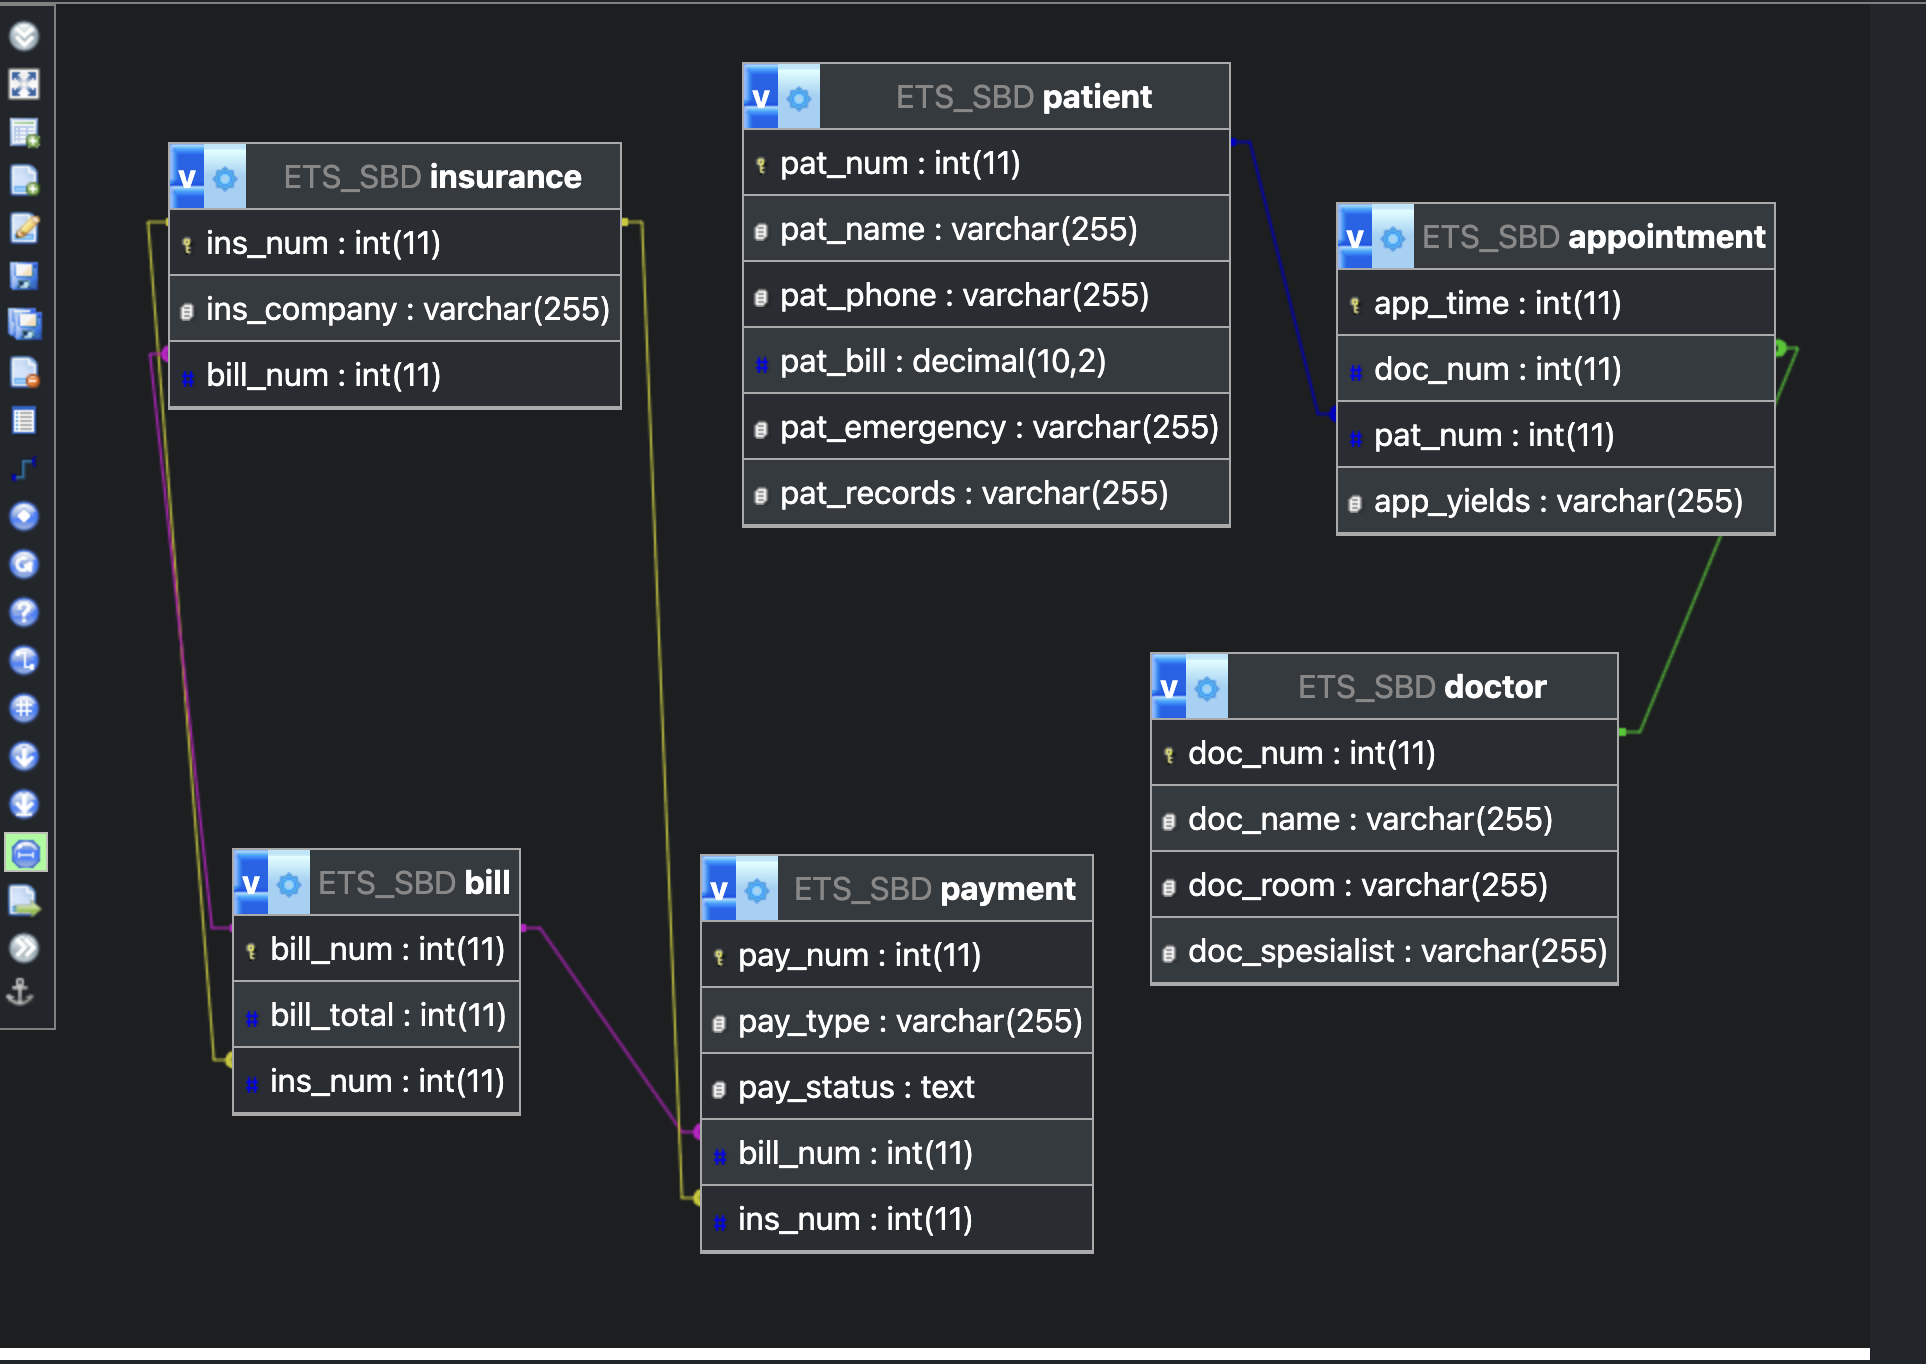 v ETS_SBD insurance
ins_num : int(11)
ins_company : varchar(255)
# bill_num : int(11)
v ETS_SBD patient
pat_num : int(11)
pat_name : varchar(255)
pat_phone : varchar(255)
# pat_bill : decimal(10,2)
pat_emergency : varchar(255)
pat_records : varchar(255)
v ETS_SBD appointment
app_time : int(11)
# doc_num : int(11)
# pat_num : int(11)
app_yields : varchar(255)
v ETS_SBD doctor
doc_num : int(11)
doc_name : varchar(255)
doc_room : varchar(255)
doc_spesialist : varchar(255)
v ETS_SBD bill
bill_num : int(11)
# bill_total : int(11)
# ins_num : int(11)
v ETS_SBD payment
pay_num : int(11)
pay_type : varchar(255)
pay_status : text
# bill_num : int(11)
# ins_num : int(11)